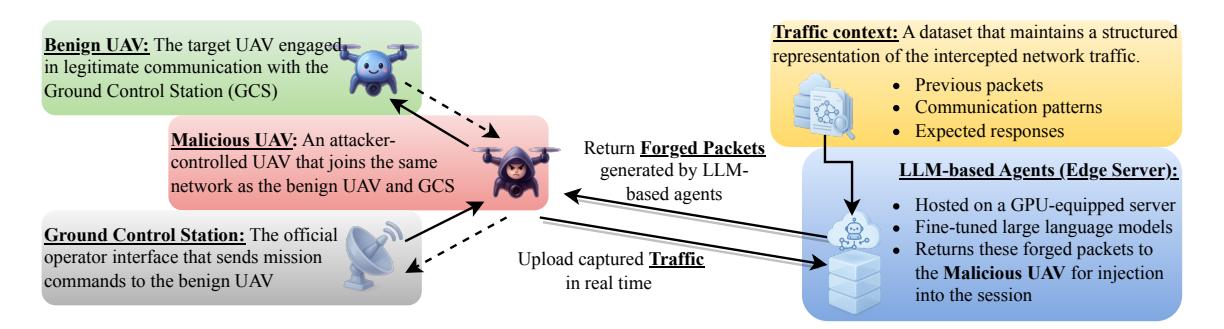 Benign UAV: The target UAV engaged
in legitimate communication with the
Ground Control Station (GCS)
Malicious UAV: An attacker-
controlled UAV that joins the same
network as the benign UAV and GCS
Ground Control Station: The official
operator interface that sends mission
commands to the benign UAV
Return Forged Packets
generated by LLM-
based agents
Upload captured Traffic
in real time
Traffic context: A dataset that maintains a structured
representation of the intercepted network traffic.
• Previous packets
• Communication patterns
• Expected responses
LLM-based Agents (Edge Server):
• Hosted on a GPU-equipped server
• Fine-tuned large language models
• Returns these forged packets to
the Malicious UAV for injection
into the session